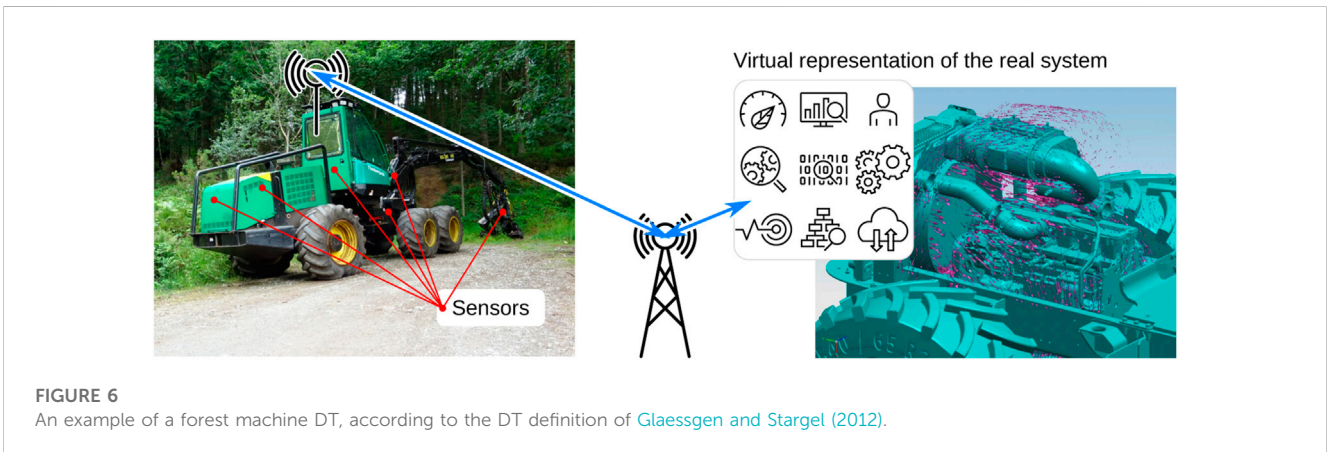 Virtual representation of the real system
Sensors
FIGURE 6
An example of a forest machine DT, according to the DT definition of Glaessgen and Stargel (2012).